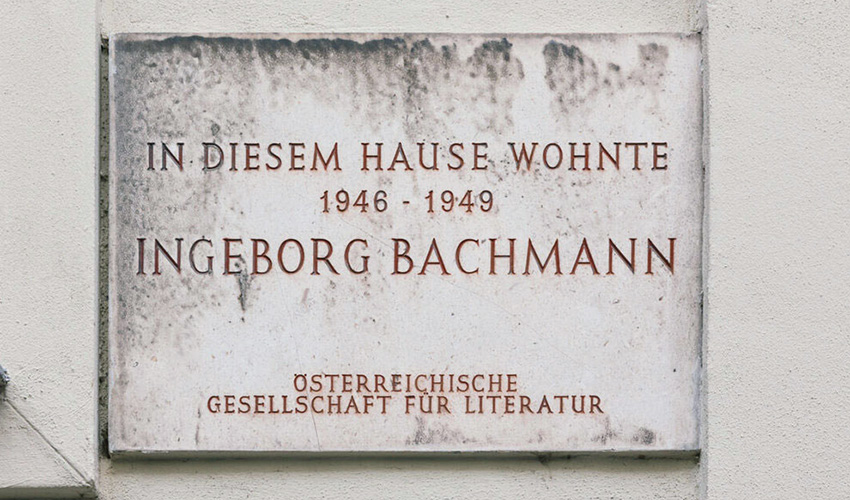 IN DIESEM HAUSE WOHNTE
1946 - 1949
INGEBORG BACHMANN
ÖSTERREICHISCHE
GESELLSCHAFT FÜR LITERATUR